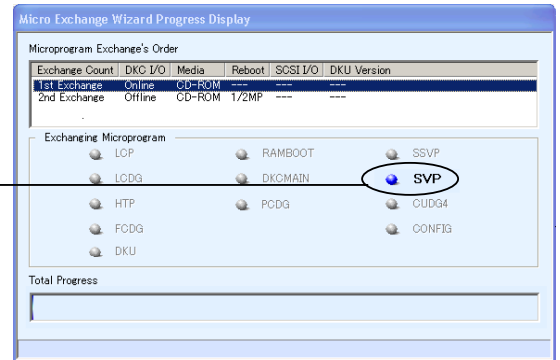 Micro Exchange Wizard Progress Display
Microprogram Exchange's Order
Exchange Count DKC I/O Media Reboot SCSI I/O DKU Version
1st Exchange Online CD-ROM --- --- ---
2nd Exchange Offline CD-ROM 1/2MP --- ---
Exchanging Microprogram
LCP RAMBOOT SSVP
LCDG DKCMAIN SVP
HTP PCDG CUDG4
FCDG CONFIG
DKU
Total Progress